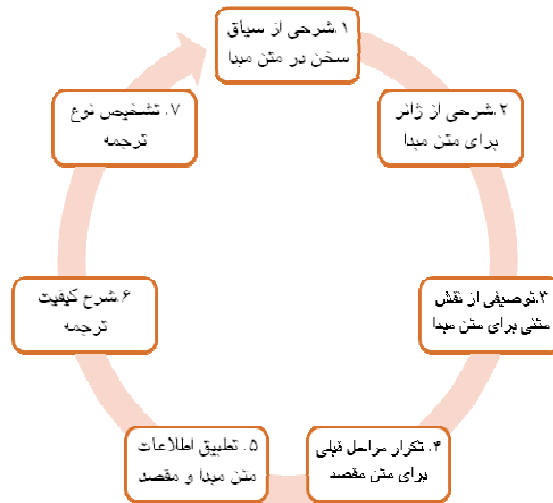 ۱.شرحی از سیاق
سخن در متن مبدا
۲.شرحی از ژانر
برای متن مبدا
۳.توصیفی از نقش
متنی برای متن مبدا
۴. تکرار مراحل قبلی
برای متن مقصد
۵. تطبیق اطلاعات
متن مبدا و مقصد
۶.شرح کیفیت
ترجمه
۷. تشخیص نوع
ترجمه